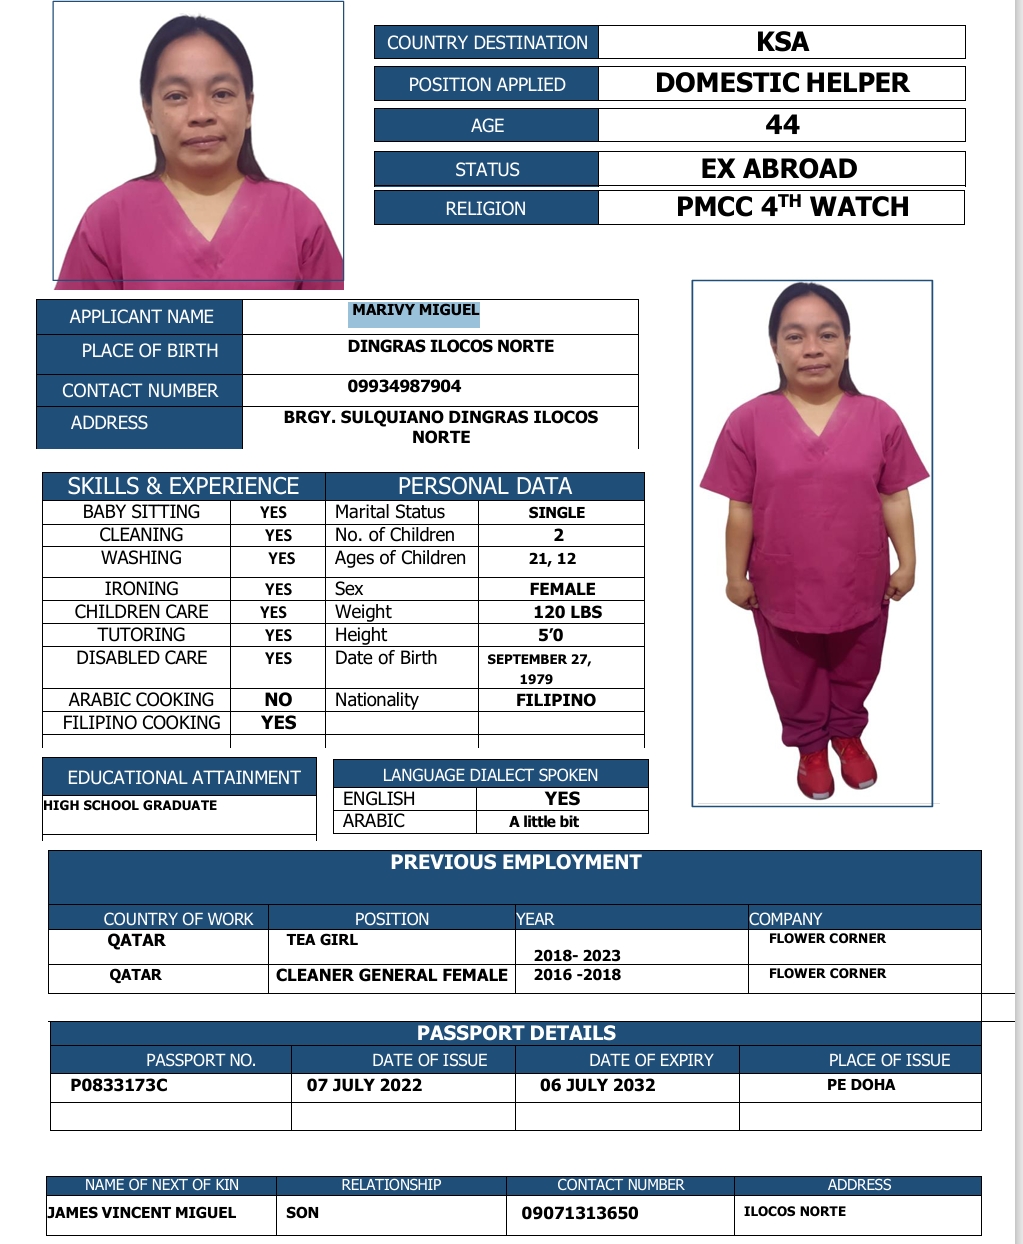 COUNTRY DESTINATION KSA
POSITION APPLIED DOMESTIC HELPER
AGE 44
STATUS EX ABROAD
RELIGION PMCC 4TH WATCH
APPLICANT NAME MARIVY MIGUEL
PLACE OF BIRTH DINGRAS ILOCOS NORTE
CONTACT NUMBER 09934987904
ADDRESS BRGY. SULQUIANO DINGRAS ILOCOS
NORTE
SKILLS & EXPERIENCE PERSONAL DATA
BABY SITTING YES Marital Status SINGLE
CLEANING YES No. of Children 2
WASHING YES Ages of Children 21, 12
IRONING YES Sex FEMALE
CHILDREN CARE YES Weight 120 LBS
TUTORING YES Height 5’0
DISABLED CARE YES Date of Birth SEPTEMBER 27,
1979
ARABIC COOKING NO Nationality FILIPINO
FILIPINO COOKING YES
EDUCATIONAL ATTAINMENT
HIGH SCHOOL GRADUATE
LANGUAGE DIALECT SPOKEN
ENGLISH YES
ARABIC A little bit
PREVIOUS EMPLOYMENT
COUNTRY OF WORK POSITION YEAR COMPANY
QATAR TEA GIRL 2018- 2023 FLOWER CORNER
QATAR CLEANER GENERAL FEMALE 2016 -2018 FLOWER CORNER
PASSPORT DETAILS
PASSPORT NO. DATE OF ISSUE DATE OF EXPIRY PLACE OF ISSUE
P0833173C 07 JULY 2022 06 JULY 2032 PE DOHA
NAME OF NEXT OF KIN RELATIONSHIP CONTACT NUMBER ADDRESS
JAMES VINCENT MIGUEL SON 09071313650 ILOCOS NORTE